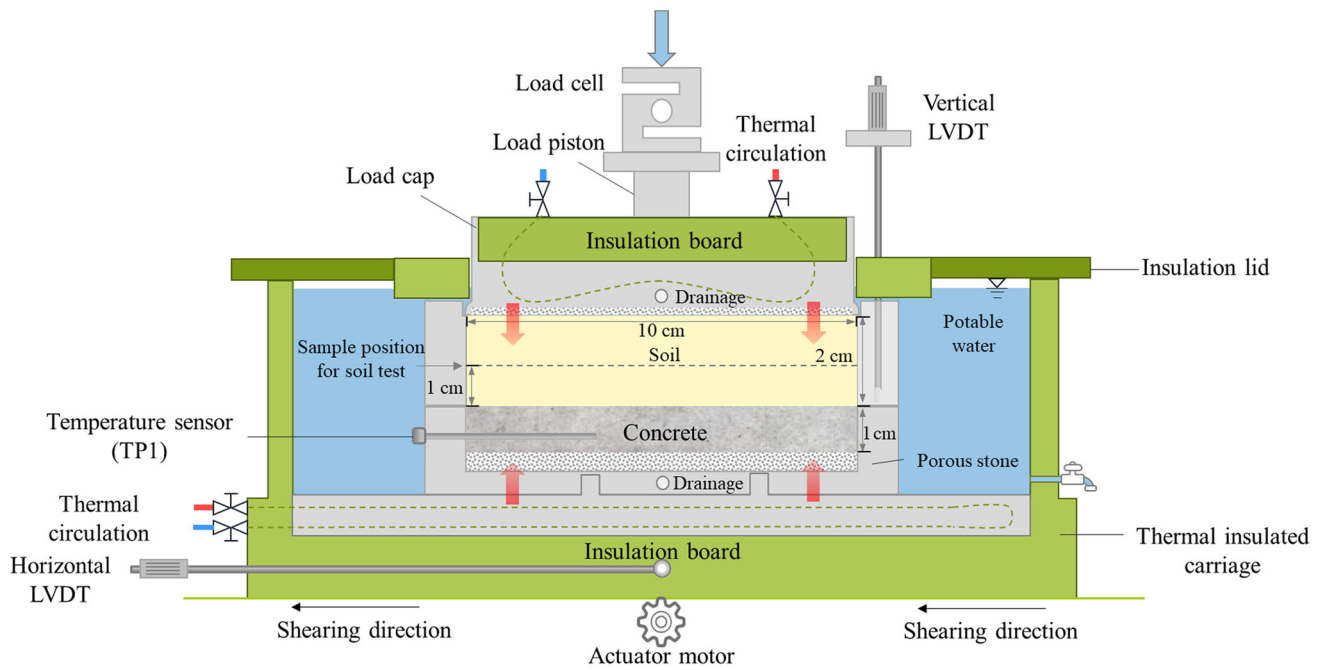 Load cell
Vertical
LVDT
Load piston
Thermal
circulation
Load cap
Insulation board
Insulation lid
Drainage
10 cm
Potable
water
Sample position
for soil test
Soil
2 cm
1 cm
Temperature sensor
(TP1)
Concrete
1cm
Porous stone
Drainage
Thermal
circulation
Insulation board
Thermal insulated
carriage
Horizontal
LVDT
Shearing direction
Shearing direction
Actuator motor